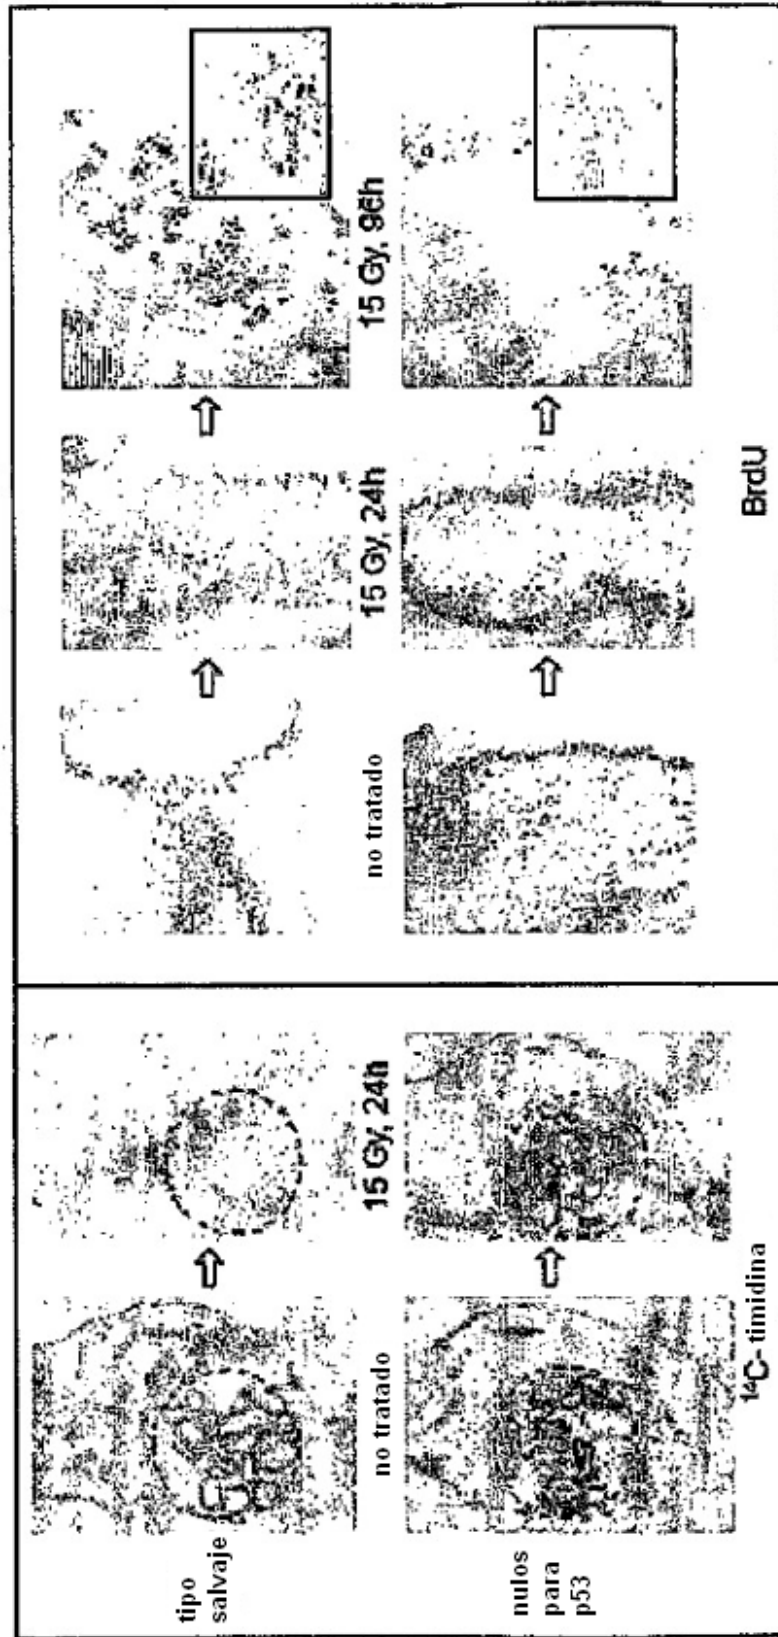 tipo
salvaje
no tratado
15 Gy, 24h
nulos
para
p53
¹⁴C- timidina
no tratado
15 Gy, 24h
15 Gy, 96h
BrdU